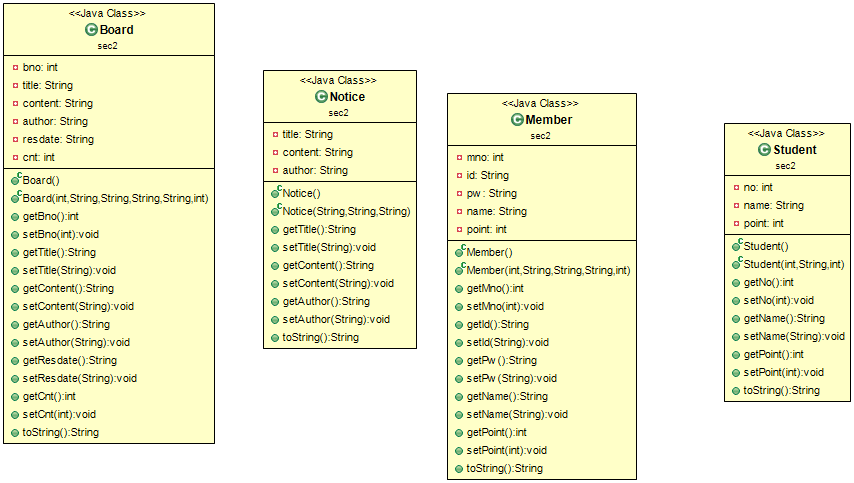 <<Java Class>>
Board
sec2
bno: int
title: String
content: String
author: String
resdate: String
cnt: int
Board()
Board(int,String,String,String,String,int)
getBno():int
setBno(int):void
getTitle():String
setTitle(String):void
getContent():String
setContent(String):void
getAuthor():String
setAuthor(String):void
getResdate():String
setResdate(String):void
getCnt():int
setCnt(int):void
toString():String
<<Java Class>>
Notice
sec2
title: String
content: String
author: String
Notice()
Notice(String,String,String)
getTitle():String
setTitle(String):void
getContent():String
setContent(String):void
getAuthor():String
setAuthor(String):void
toString():String
<<Java Class>>
Member
sec2
mno: int
id: String
pw: String
name: String
point: int
Member()
Member(int,String,String,String,int)
getMno():int
setMno(int):void
getId():String
setId(String):void
getPw():String
setPw(String):void
getName():String
setName(String):void
getPoint():int
setPoint(int):void
toString():String
<<Java Class>>
Student
sec2
no: int
name: String
point: int
Student()
Student(int,String,int)
getNo():int
setNo(int):void
getName():String
setName(String):void
getPoint():int
setPoint(int):void
toString():String